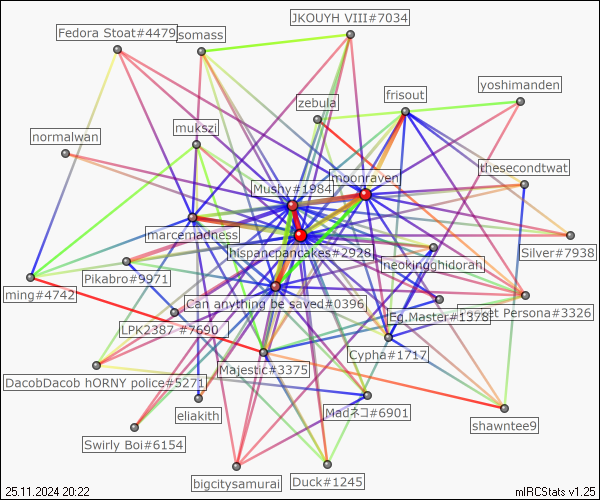 JKOUYH VIII#7034
Fedora Stoat#4479
somass
yoshimanden
frisout
zebula
normalwan
mukszi
thesecondtwat
moonraven
Mushy#1984
marcemadness
hispancpancakes#2928
Silver#7938
neokingghidorah
Pikabro#9971
ming#4742
Can anything be saved#0396
et Persona#3326
Eg.Master#1378
LPK2387 #7690
Cypha#1717
Majestic#3375
DacobDacob hORNY police#5271
Madネコ#6901
eliakith
shawntee9
Swirly Boi#6154
bigcitysamurai
Duck#1245
25.11.2024 20:22
mIRCStats v1.25